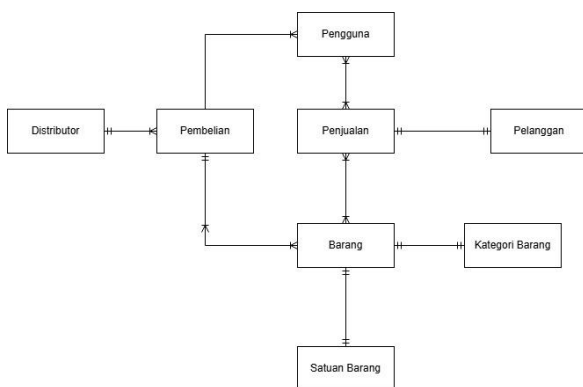 Pengguna
Distributor
Pembelian
Penjualan
Pelanggan
Barang
Kategori Barang
Satuan Barang